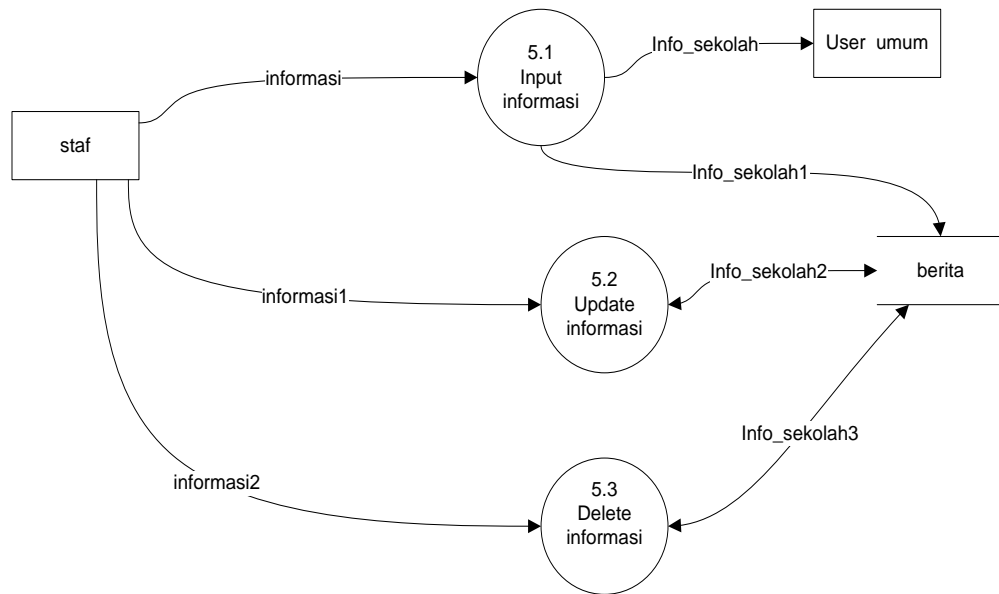 5.1
Input
informasi
Info_sekolah
User umum
informasi
staf
Info_sekolah1
5.2
Update
informasi
Info_sekolah2
berita
informasi1
Info_sekolah3
informasi2
5.3
Delete
informasi